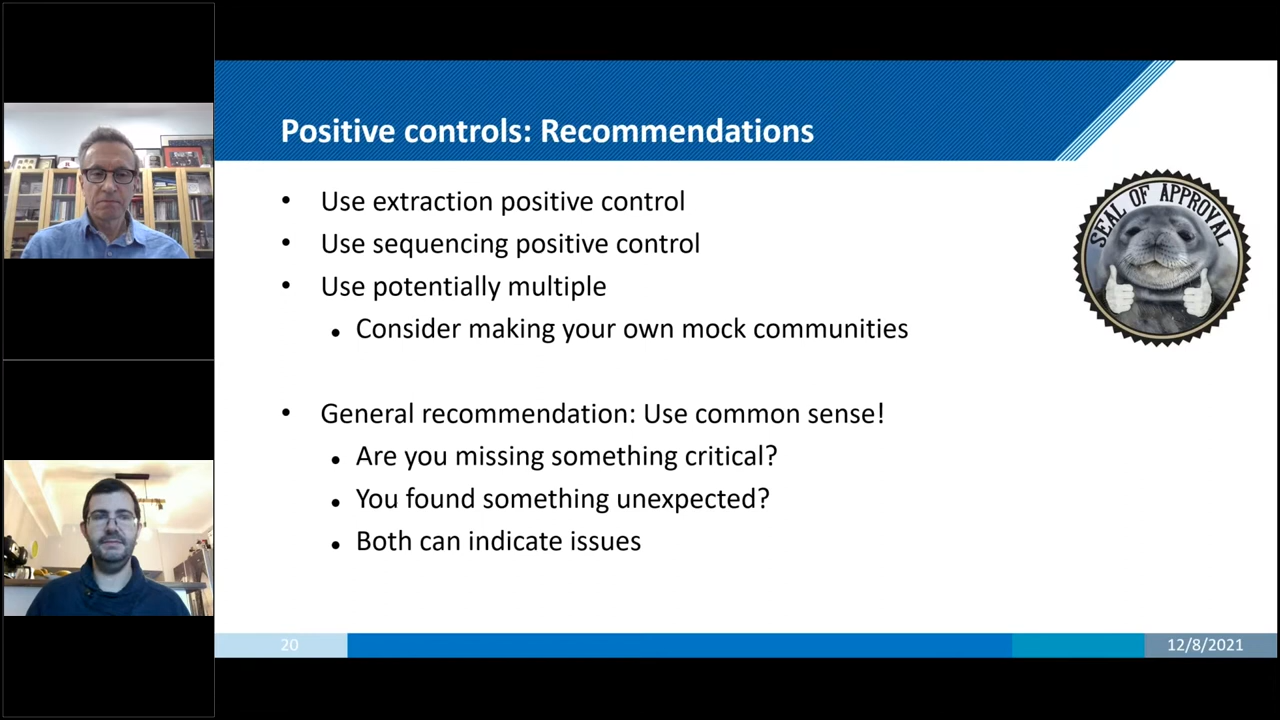 Positive controls: Recommendations
• Use extraction positive control
• Use sequencing positive control
• Use potentially multiple
• Consider making your own mock communities
SEAL OF APPROVAL
• General recommendation: Use common sense!
• Are you missing something critical?
• You found something unexpected?
• Both can indicate issues
20
12/8/2021